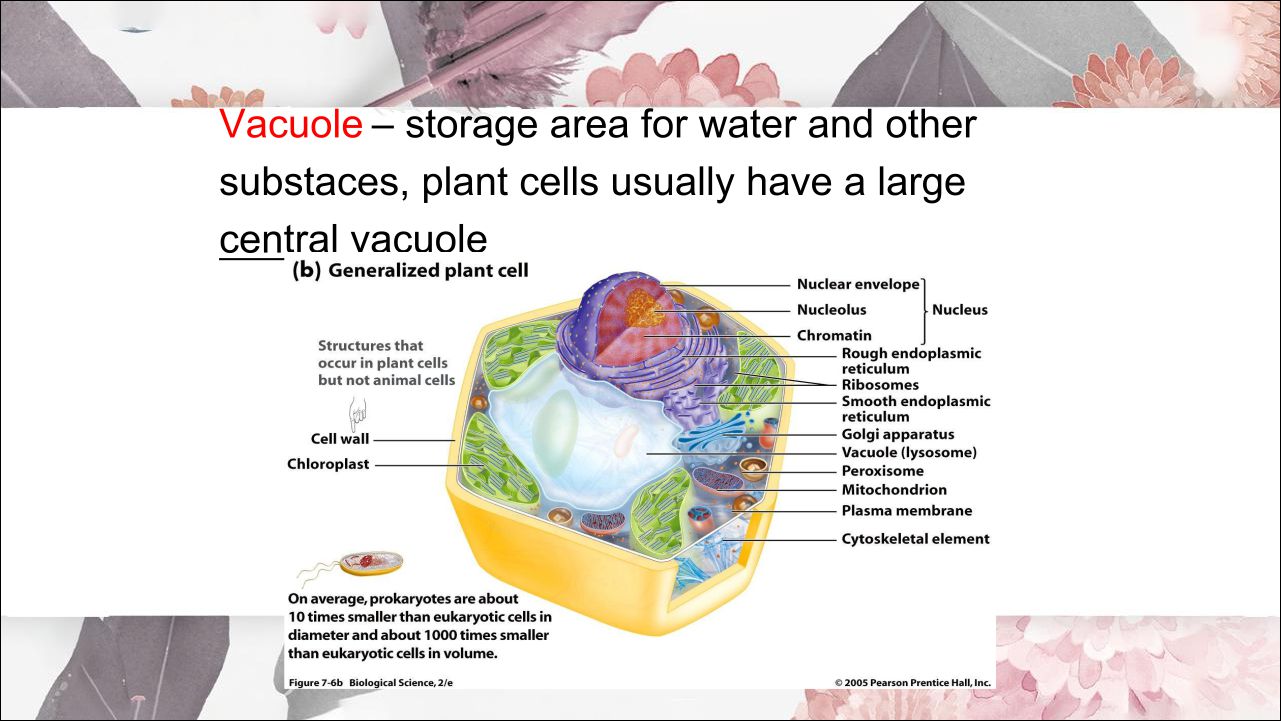 Vacuole – storage area for water and other
substaces, plant cells usually have a large
central vacuole
(b) Generalized plant cell
Structures that
occur in plant cells
but not animal cells
Cell wall
Chloroplast
Nuclear envelope
Nucleolus
Chromatin
Nucleus
Rough endoplasmic
reticulum
Ribosomes
Smooth endoplasmic
reticulum
Golgi apparatus
Vacuole (lysosome)
Peroxisome
Mitochondrion
Plasma membrane
Cytoskeletal element
On average, prokaryotes are about
10 times smaller than eukaryotic cells in
diameter and about 1000 times smaller
than eukaryotic cells in volume.
Figure 7-6b Biological Science, 2/e
© 2005 Pearson Prentice Hall, Inc.